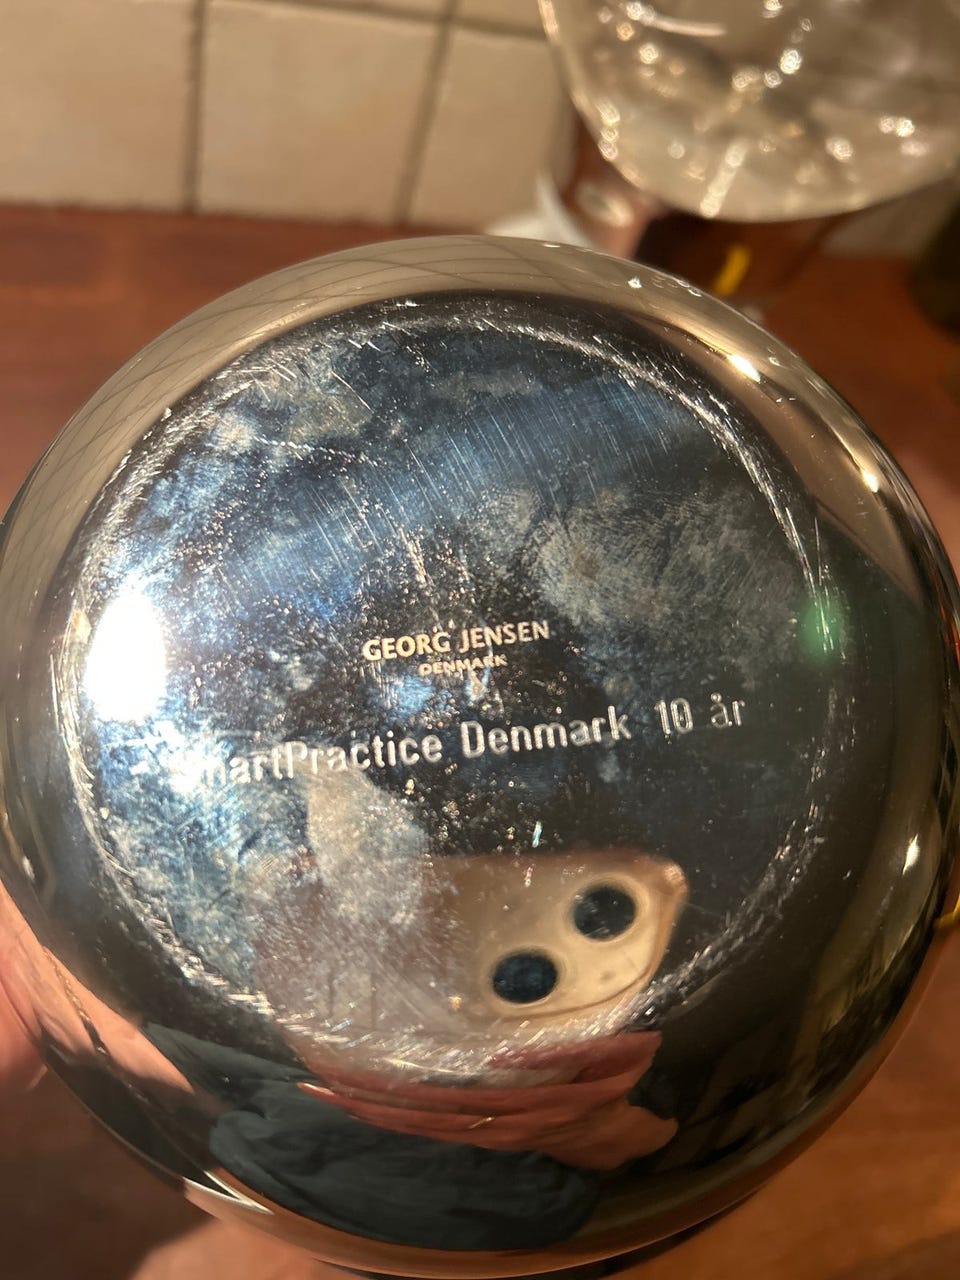 GEORG JENSEN
DENMARK
SmartPractice Denmark 10 år